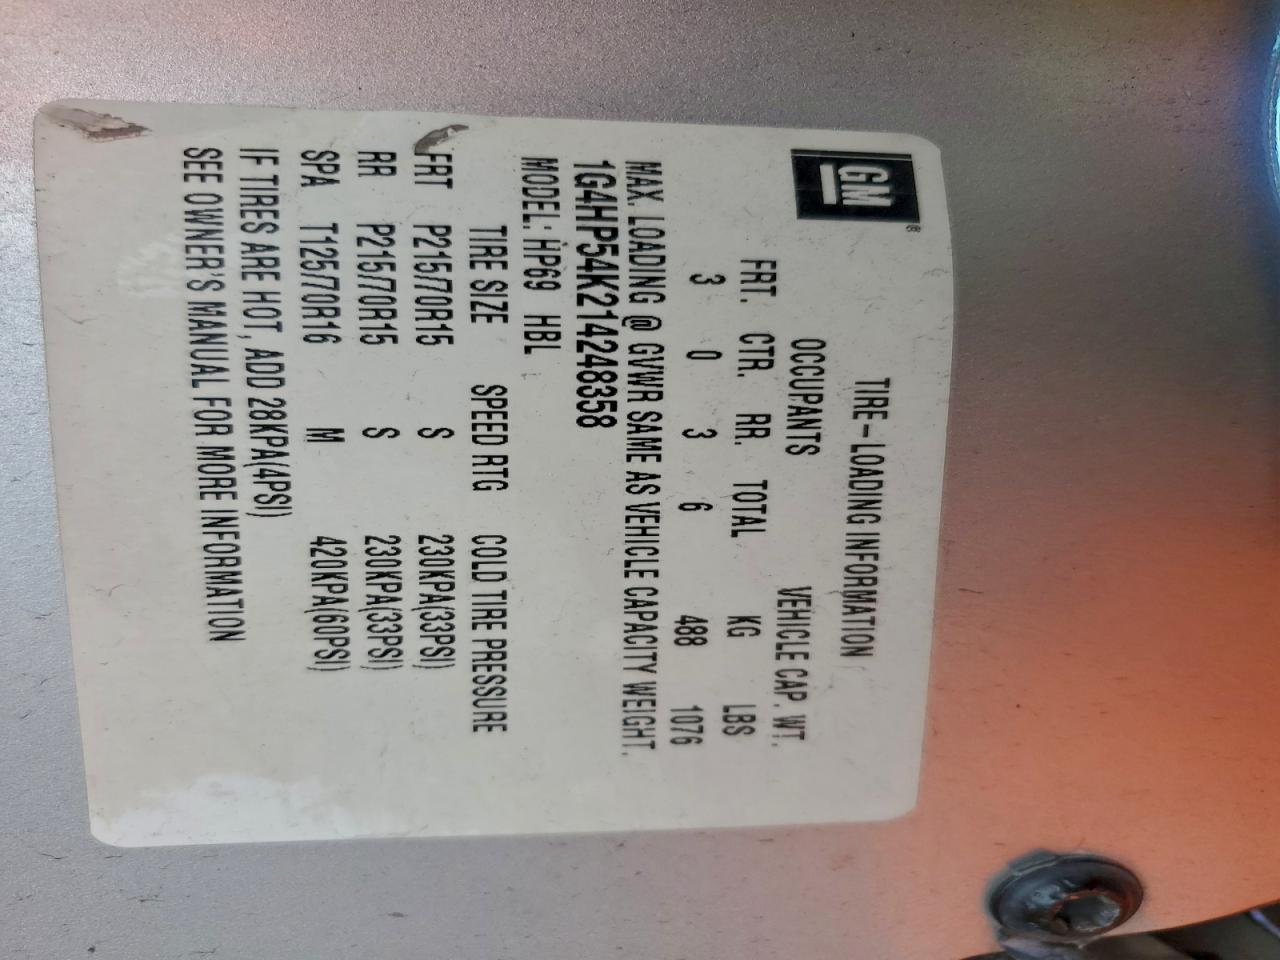 GM®
TIRE-LOADING INFORMATION
OCCUPANTS VEHICLE CAP. WT.
FRT. CTR. RR. TOTAL KG LBS
3 0 3 6 488 1076
MAX. LOADING @ GVWR SAME AS VEHICLE CAPACITY WEIGHT.
1G4HP54K214248358
MODEL: HP69 HBL
TIRE SIZE SPEED RTG COLD TIRE PRESSURE
FRT P215/70R15 S 230KPA(33PSI)
RR P215/70R15 S 230KPA(33PSI)
SPA T125/70R16 M 420KPA(60PSI)
IF TIRES ARE HOT, ADD 28KPA(4PSI)
SEE OWNER'S MANUAL FOR MORE INFORMATION